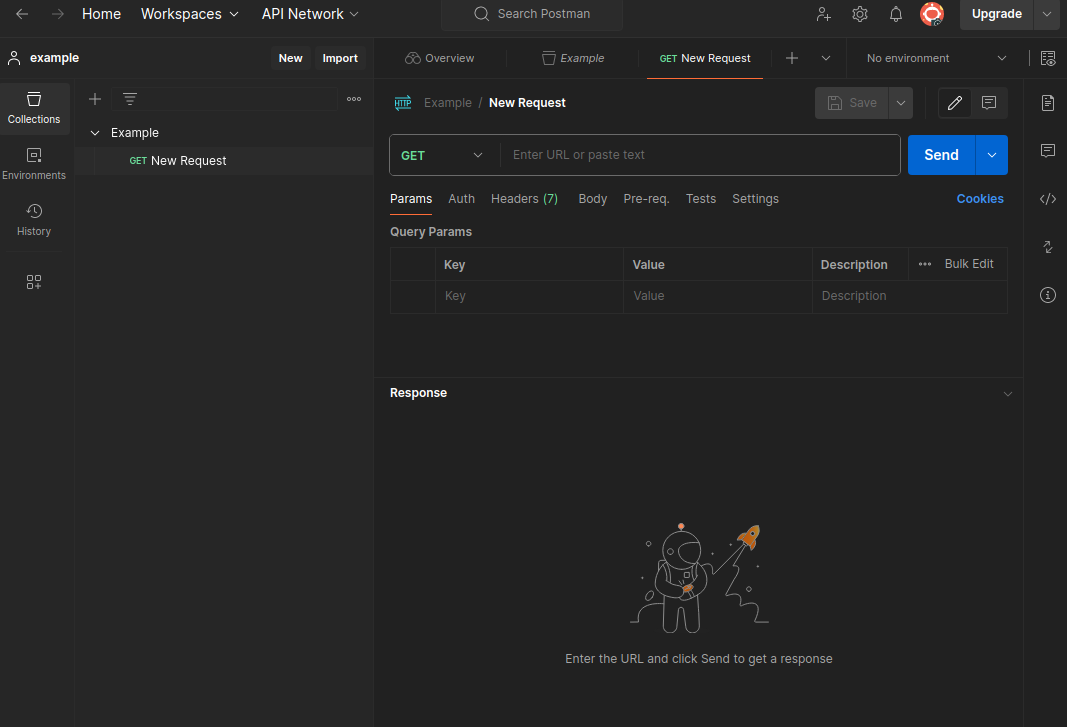 Home Workspaces API Network Search Postman Upgrade
example New Import Overview Example GET New Request No environment
Collections
Environments
History
Example
GET New Request
HTTP Example / New Request Save
GET Enter URL or paste text Send
Params Auth Headers (7) Body Pre-req. Tests Settings Cookies
Query Params
Key Value Description Bulk Edit
Key Value Description
Response
Enter the URL and click Send to get a response